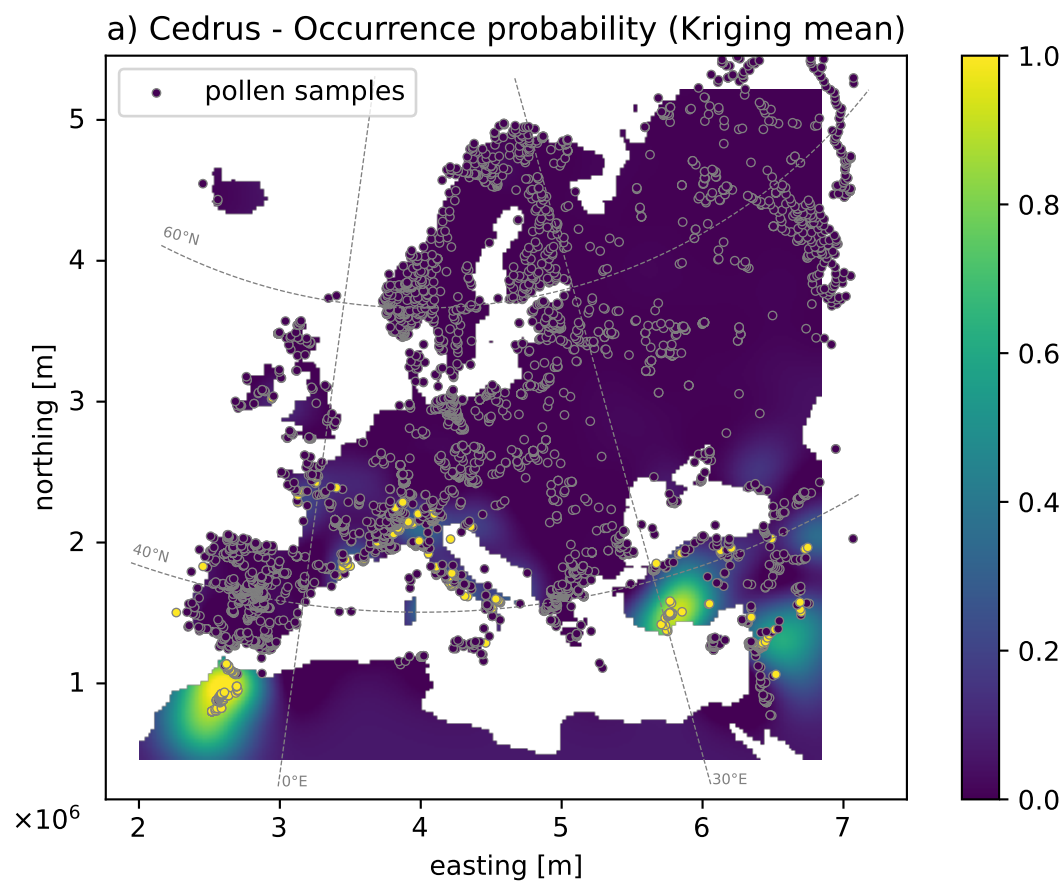 a) Cedrus - Occurrence probability (Kriging mean)
pollen samples
60°N
40°N
0°E
30°E
5
4
3
2
1
northing [m]
×10⁶
2 3 4 5 6 7
easting [m]
1.0
0.8
0.6
0.4
0.2
0.0